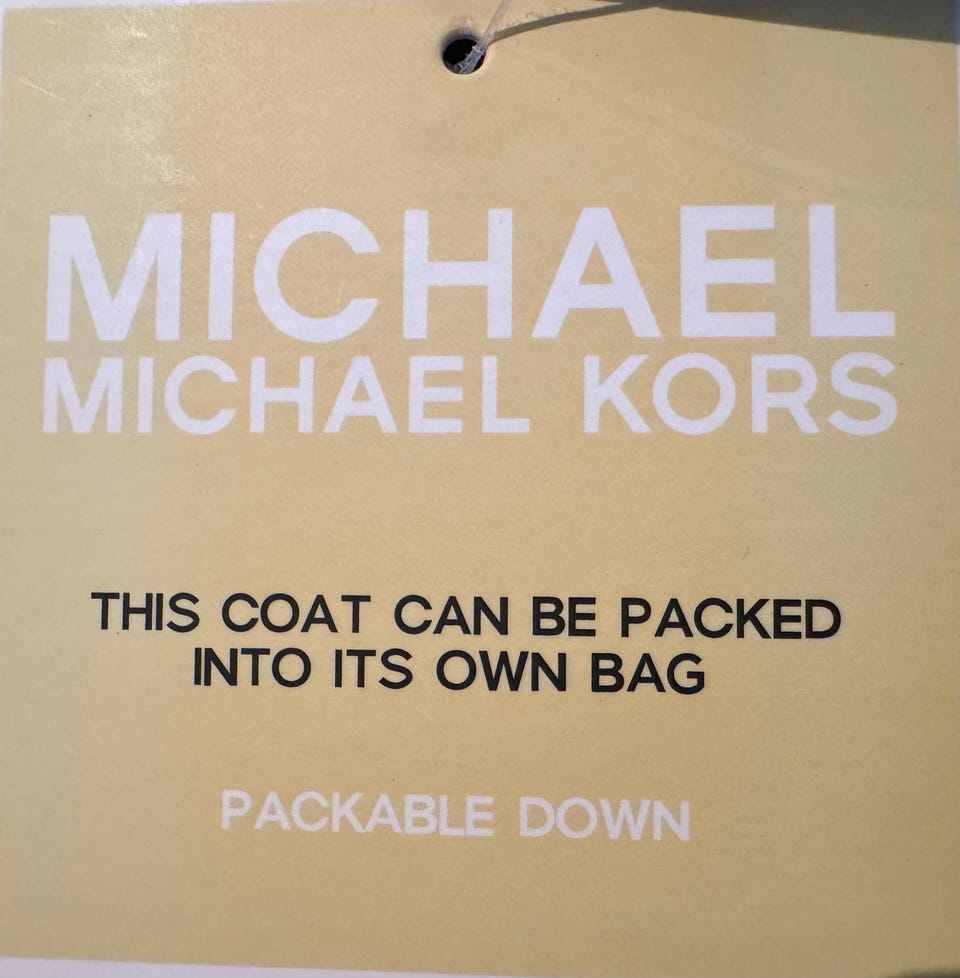 MICHAEL
MICHAEL KORS
THIS COAT CAN BE PACKED
INTO ITS OWN BAG
PACKABLE DOWN